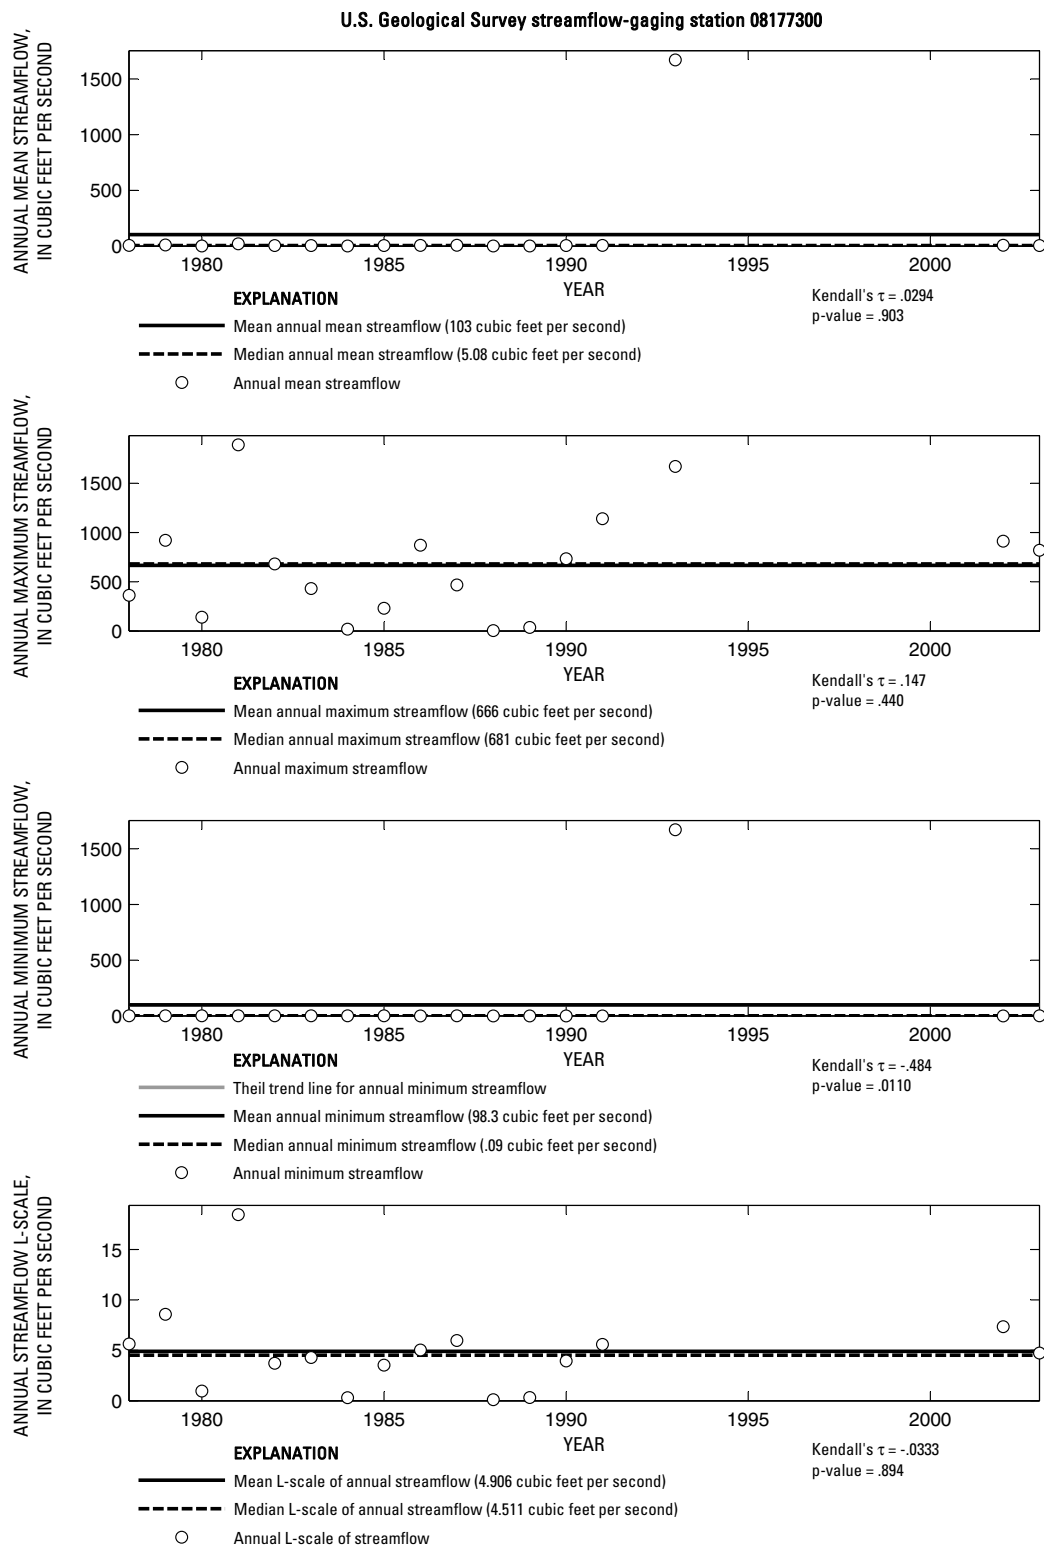 U.S. Geological Survey streamflow-gaging station 08177300
ANNUAL MEAN STREAMFLOW,
IN CUBIC FEET PER SECOND
1500
1000
500
0
1980 1985 1990 1995 2000
YEAR
Kendall's τ = .0294
p-value = .903
EXPLANATION
Mean annual mean streamflow (103 cubic feet per second)
Median annual mean streamflow (5.08 cubic feet per second)
Annual mean streamflow
ANNUAL MAXIMUM STREAMFLOW,
IN CUBIC FEET PER SECOND
1500
1000
500
0
1980 1985 1990 1995 2000
YEAR
Kendall's τ = .147
p-value = .440
EXPLANATION
Mean annual maximum streamflow (666 cubic feet per second)
Median annual maximum streamflow (681 cubic feet per second)
Annual maximum streamflow
ANNUAL MINIMUM STREAMFLOW,
IN CUBIC FEET PER SECOND
1500
1000
500
0
1980 1985 1990 1995 2000
YEAR
Kendall's τ = -.484
p-value = .0110
EXPLANATION
Theil trend line for annual minimum streamflow
Mean annual minimum streamflow (98.3 cubic feet per second)
Median annual minimum streamflow (.09 cubic feet per second)
Annual minimum streamflow
ANNUAL STREAMFLOW L-SCALE,
IN CUBIC FEET PER SECOND
15
10
5
0
1980 1985 1990 1995 2000
YEAR
Kendall's τ = -.0333
p-value = .894
EXPLANATION
Mean L-scale of annual streamflow (4.906 cubic feet per second)
Median L-scale of annual streamflow (4.511 cubic feet per second)
Annual L-scale of streamflow